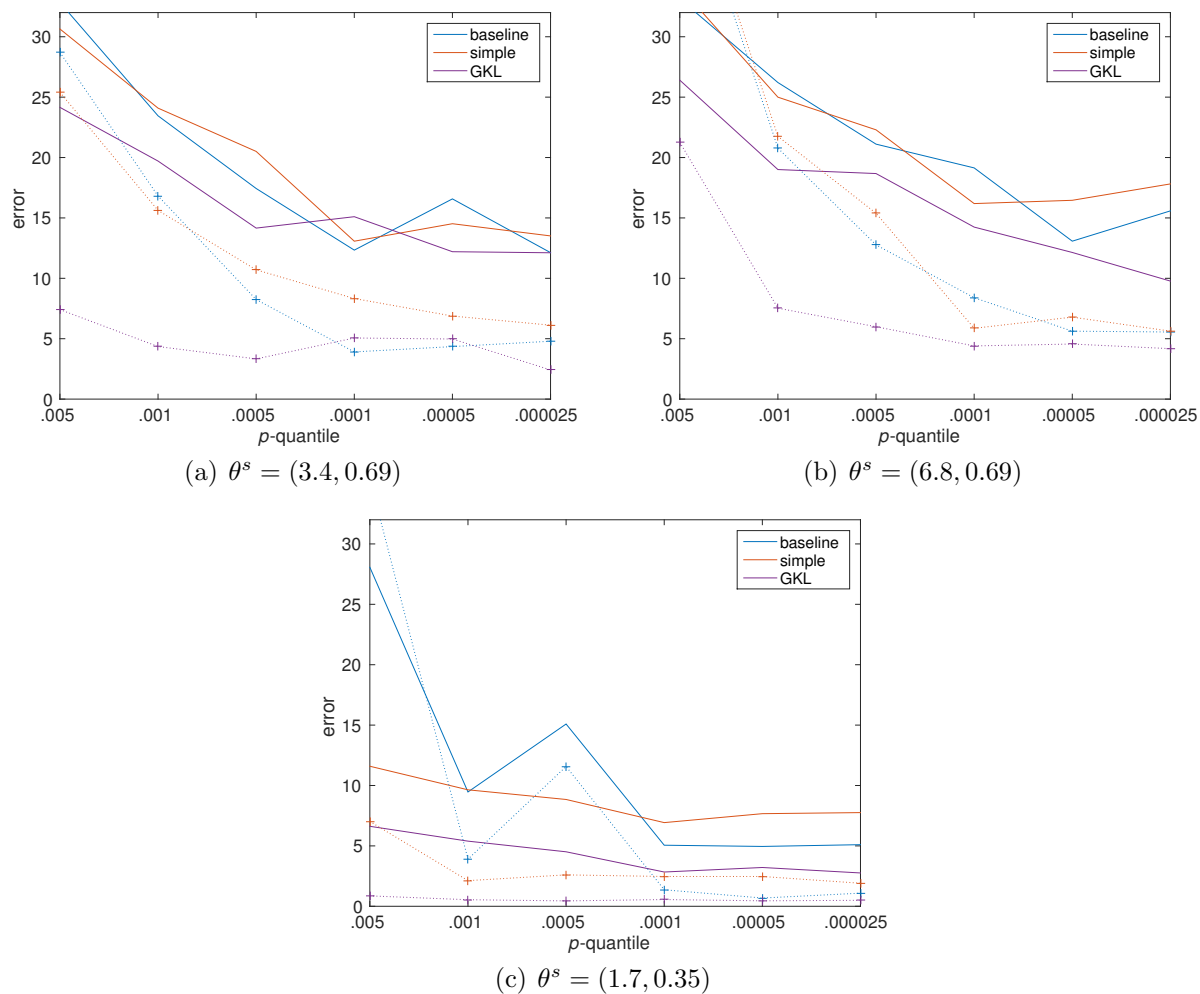 30
25
20
15
10
5
0
error
baseline
simple
GKL
.005
.001
.0005
.0001
.00005
.000025
p-quantile
(a) θ^s = (3.4, 0.69)
30
25
20
15
10
5
0
error
baseline
simple
GKL
.005
.001
.0005
.0001
.00005
.000025
p-quantile
(b) θ^s = (6.8, 0.69)
30
25
20
15
10
5
0
error
baseline
simple
GKL
.005
.001
.0005
.0001
.00005
.000025
p-quantile
(c) θ^s = (1.7, 0.35)